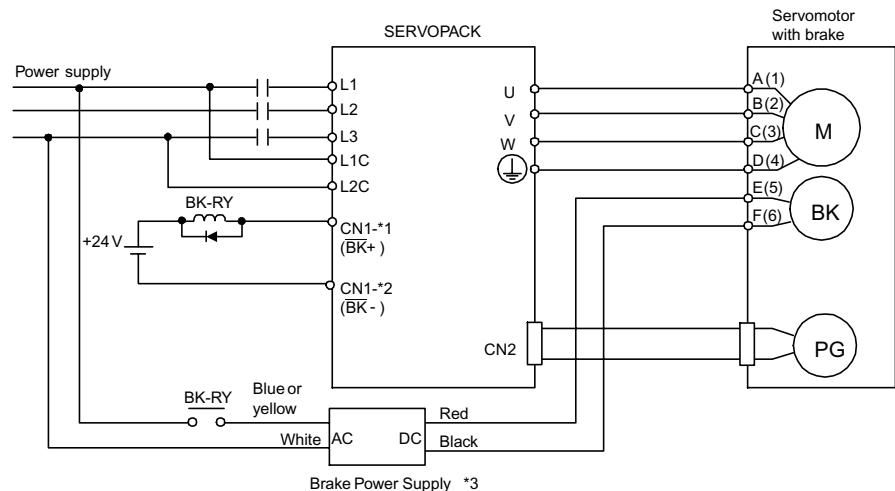 SERVOPACK
Servomotor
with brake
Power supply
L1
L2
L3
L1C
L2C
U
V
W
A (1)
B (2)
C (3)
D (4)
E (5)
F (6)
M
BK
PG
BK-RY
+24 V
CN1-*1
(B̅K̅+ )
CN1-*2
(B̅K̅ - )
CN2
BK-RY
Blue or
yellow
White
AC
DC
Red
Black
Brake Power Supply *3